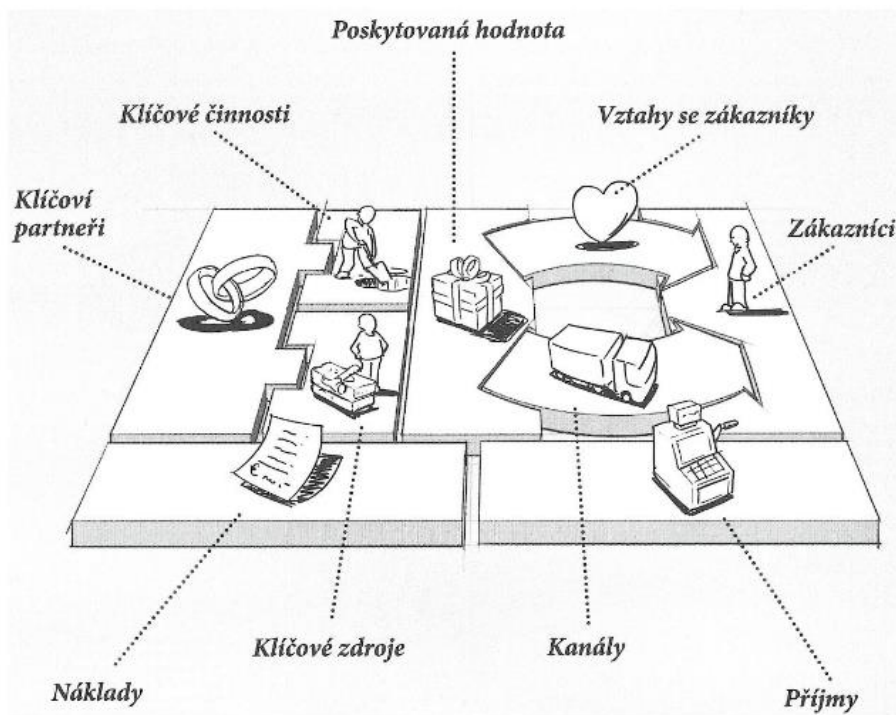 Poskytovaná hodnota
Klíčové činnosti
Vztahy se zákazníky
Klíčoví
partneři
Zákazníci
Klíčové zdroje
Kanály
Náklady
Příjmy